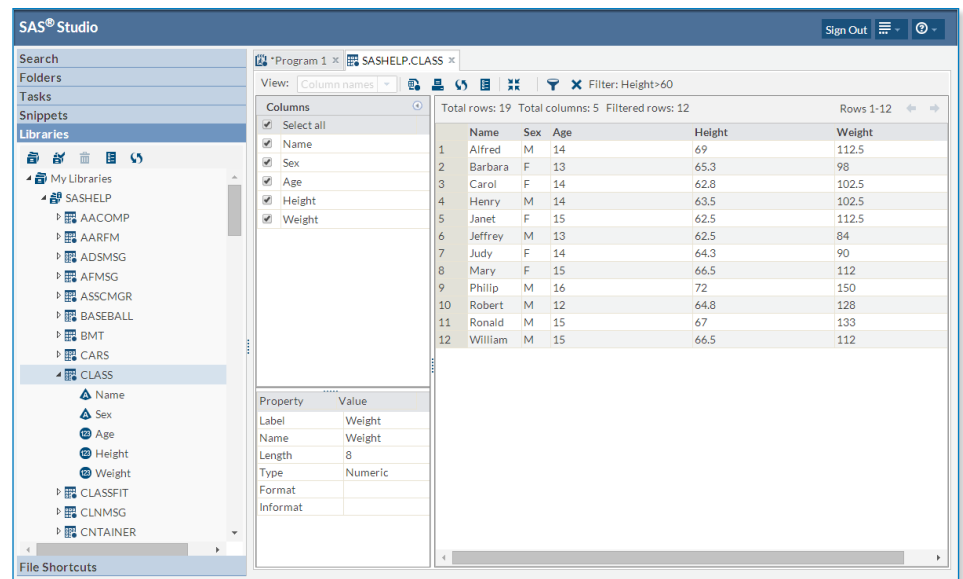 SAS® Studio
Sign Out
Search
Folders
Tasks
Snippets
Libraries
My Libraries
SASHELP
AACOMP
AARFM
ADSMSG
AFMSG
ASSCMGR
BASEBALL
BMT
CARS
CLASS
Name
Sex
Age
Height
Weight
CLASSFIT
CLNMSG
CNTAINER
File Shortcuts
*Program 1 × SASHELP.CLASS ×
View: Column names Filter: Height>60
Columns
Select all
Name
Sex
Age
Height
Weight
Property Value
Label Weight
Name Weight
Length 8
Type Numeric
Format
Informat
Total rows: 19 Total columns: 5 Filtered rows: 12 Rows 1-12
Name Sex Age Height Weight
1 Alfred M 14 69 112.5
2 Barbara F 13 65.3 98
3 Carol F 14 62.8 102.5
4 Henry M 14 63.5 102.5
5 Janet F 15 62.5 112.5
6 Jeffrey M 13 62.5 84
7 Judy F 14 64.3 90
8 Mary F 15 66.5 112
9 Philip M 16 72 150
10 Robert M 12 64.8 128
11 Ronald M 15 67 133
12 William M 15 66.5 112